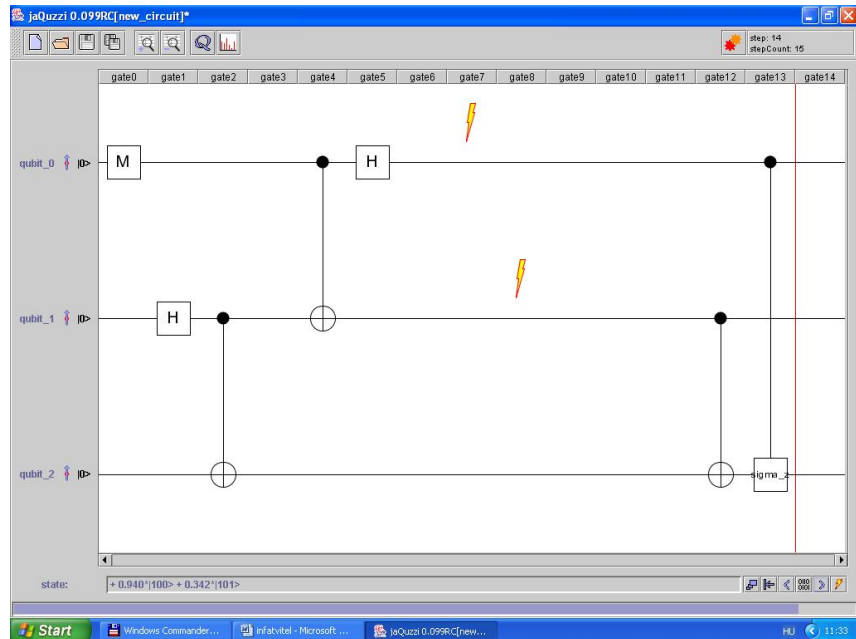 jaQuzzi 0.099RC[new_circuit]*
step: 14
stepCount: 15
gate0 gate1 gate2 gate3 gate4 gate5 gate6 gate7 gate8 gate9 gate10 gate11 gate12 gate13 gate14
qubit_0 |0> M H
qubit_1 |0> H
qubit_2 |0> sigma_z
state: + 0.940*|100> + 0.342*|101>
Start Windows Commander... infatvitel - Microsoft ... jaQuzzi 0.099RC[new... HU 11:33